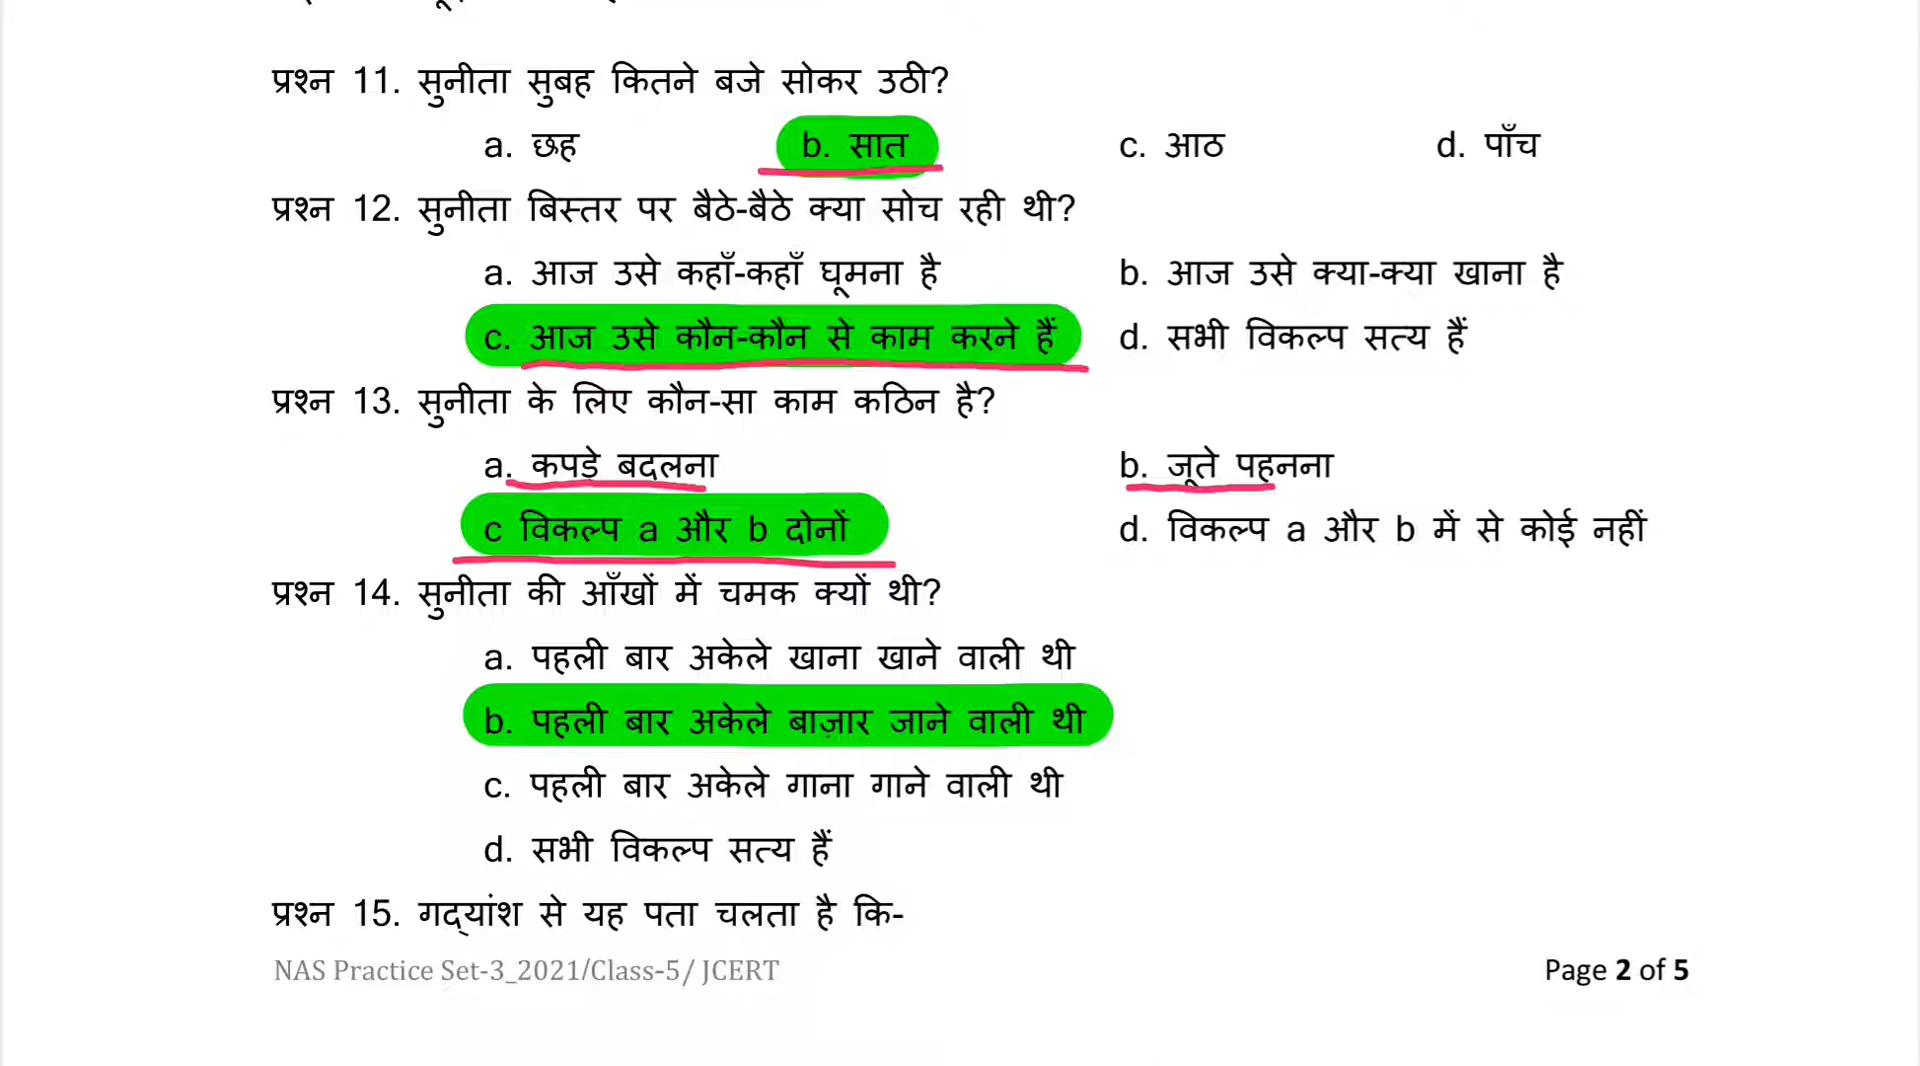 प्रश्न 11. सुनीता सुबह कितने बजे सोकर उठी?
a. छह b. सात c. आठ d. पाँच
प्रश्न 12. सुनीता बिस्तर पर बैठे-बैठे क्या सोच रही थी?
a. आज उसे कहाँ-कहाँ घूमना है b. आज उसे क्या-क्या खाना है
c. आज उसे कौन-कौन से काम करने हैं d. सभी विकल्प सत्य हैं
प्रश्न 13. सुनीता के लिए कौन-सा काम कठिन है?
a. कपड़े बदलना b. जूते पहनना
c विकल्प a और b दोनों d. विकल्प a और b में से कोई नहीं
प्रश्न 14. सुनीता की आँखों में चमक क्यों थी?
a. पहली बार अकेले खाना खाने वाली थी
b. पहली बार अकेले बाज़ार जाने वाली थी
c. पहली बार अकेले गाना गाने वाली थी
d. सभी विकल्प सत्य हैं
प्रश्न 15. गद्‌यांश से यह पता चलता है कि-
NAS Practice Set-3_2021/Class-5/ JCERT Page 2 of 5